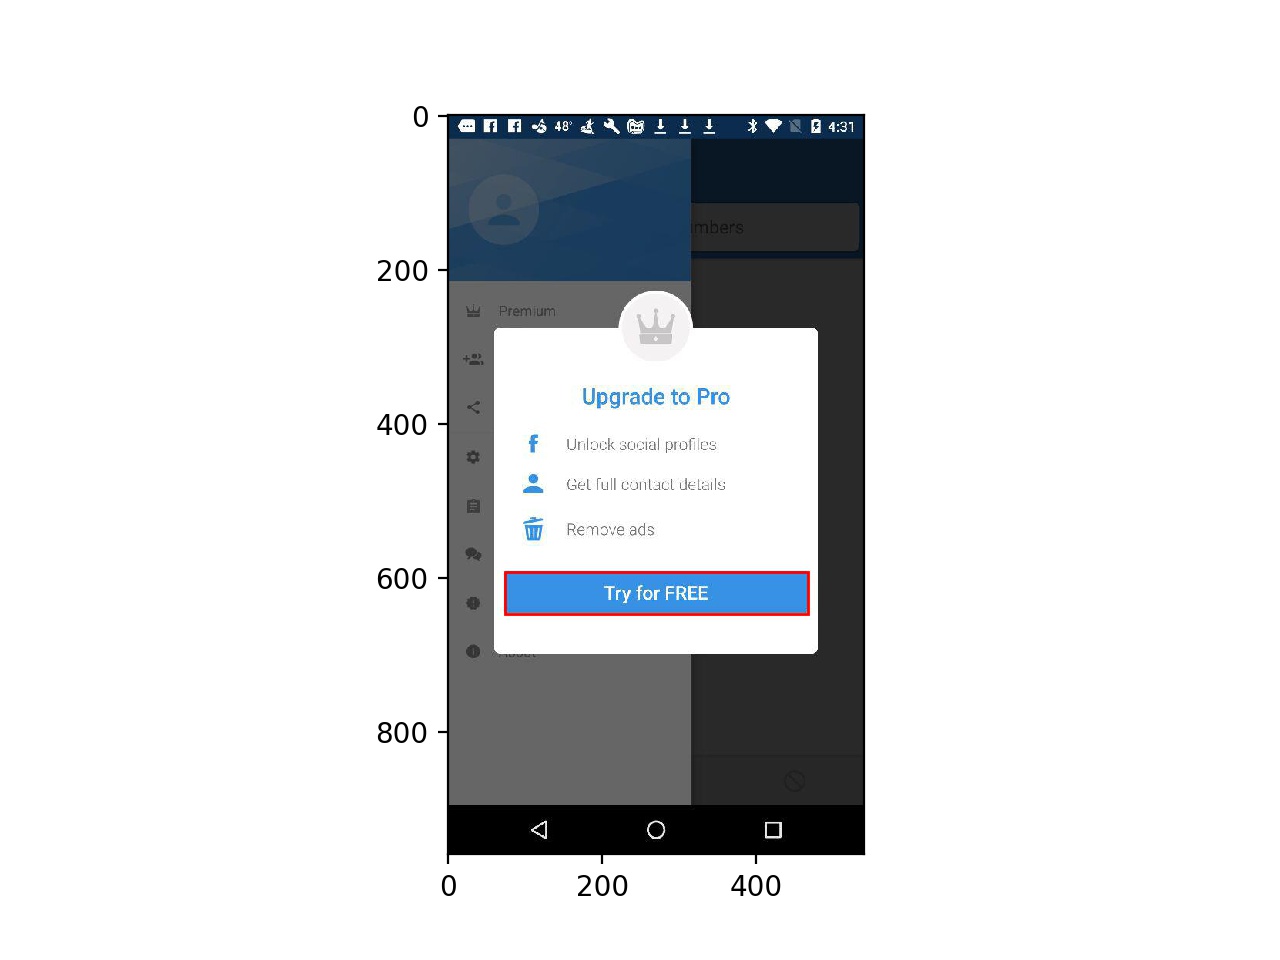 0
200
400
600
800
48°
4:31
mbers
Premium
Upgrade to Pro
Unlock social profiles
Get full contact details
Remove ads
Try for FREE
0
200
400